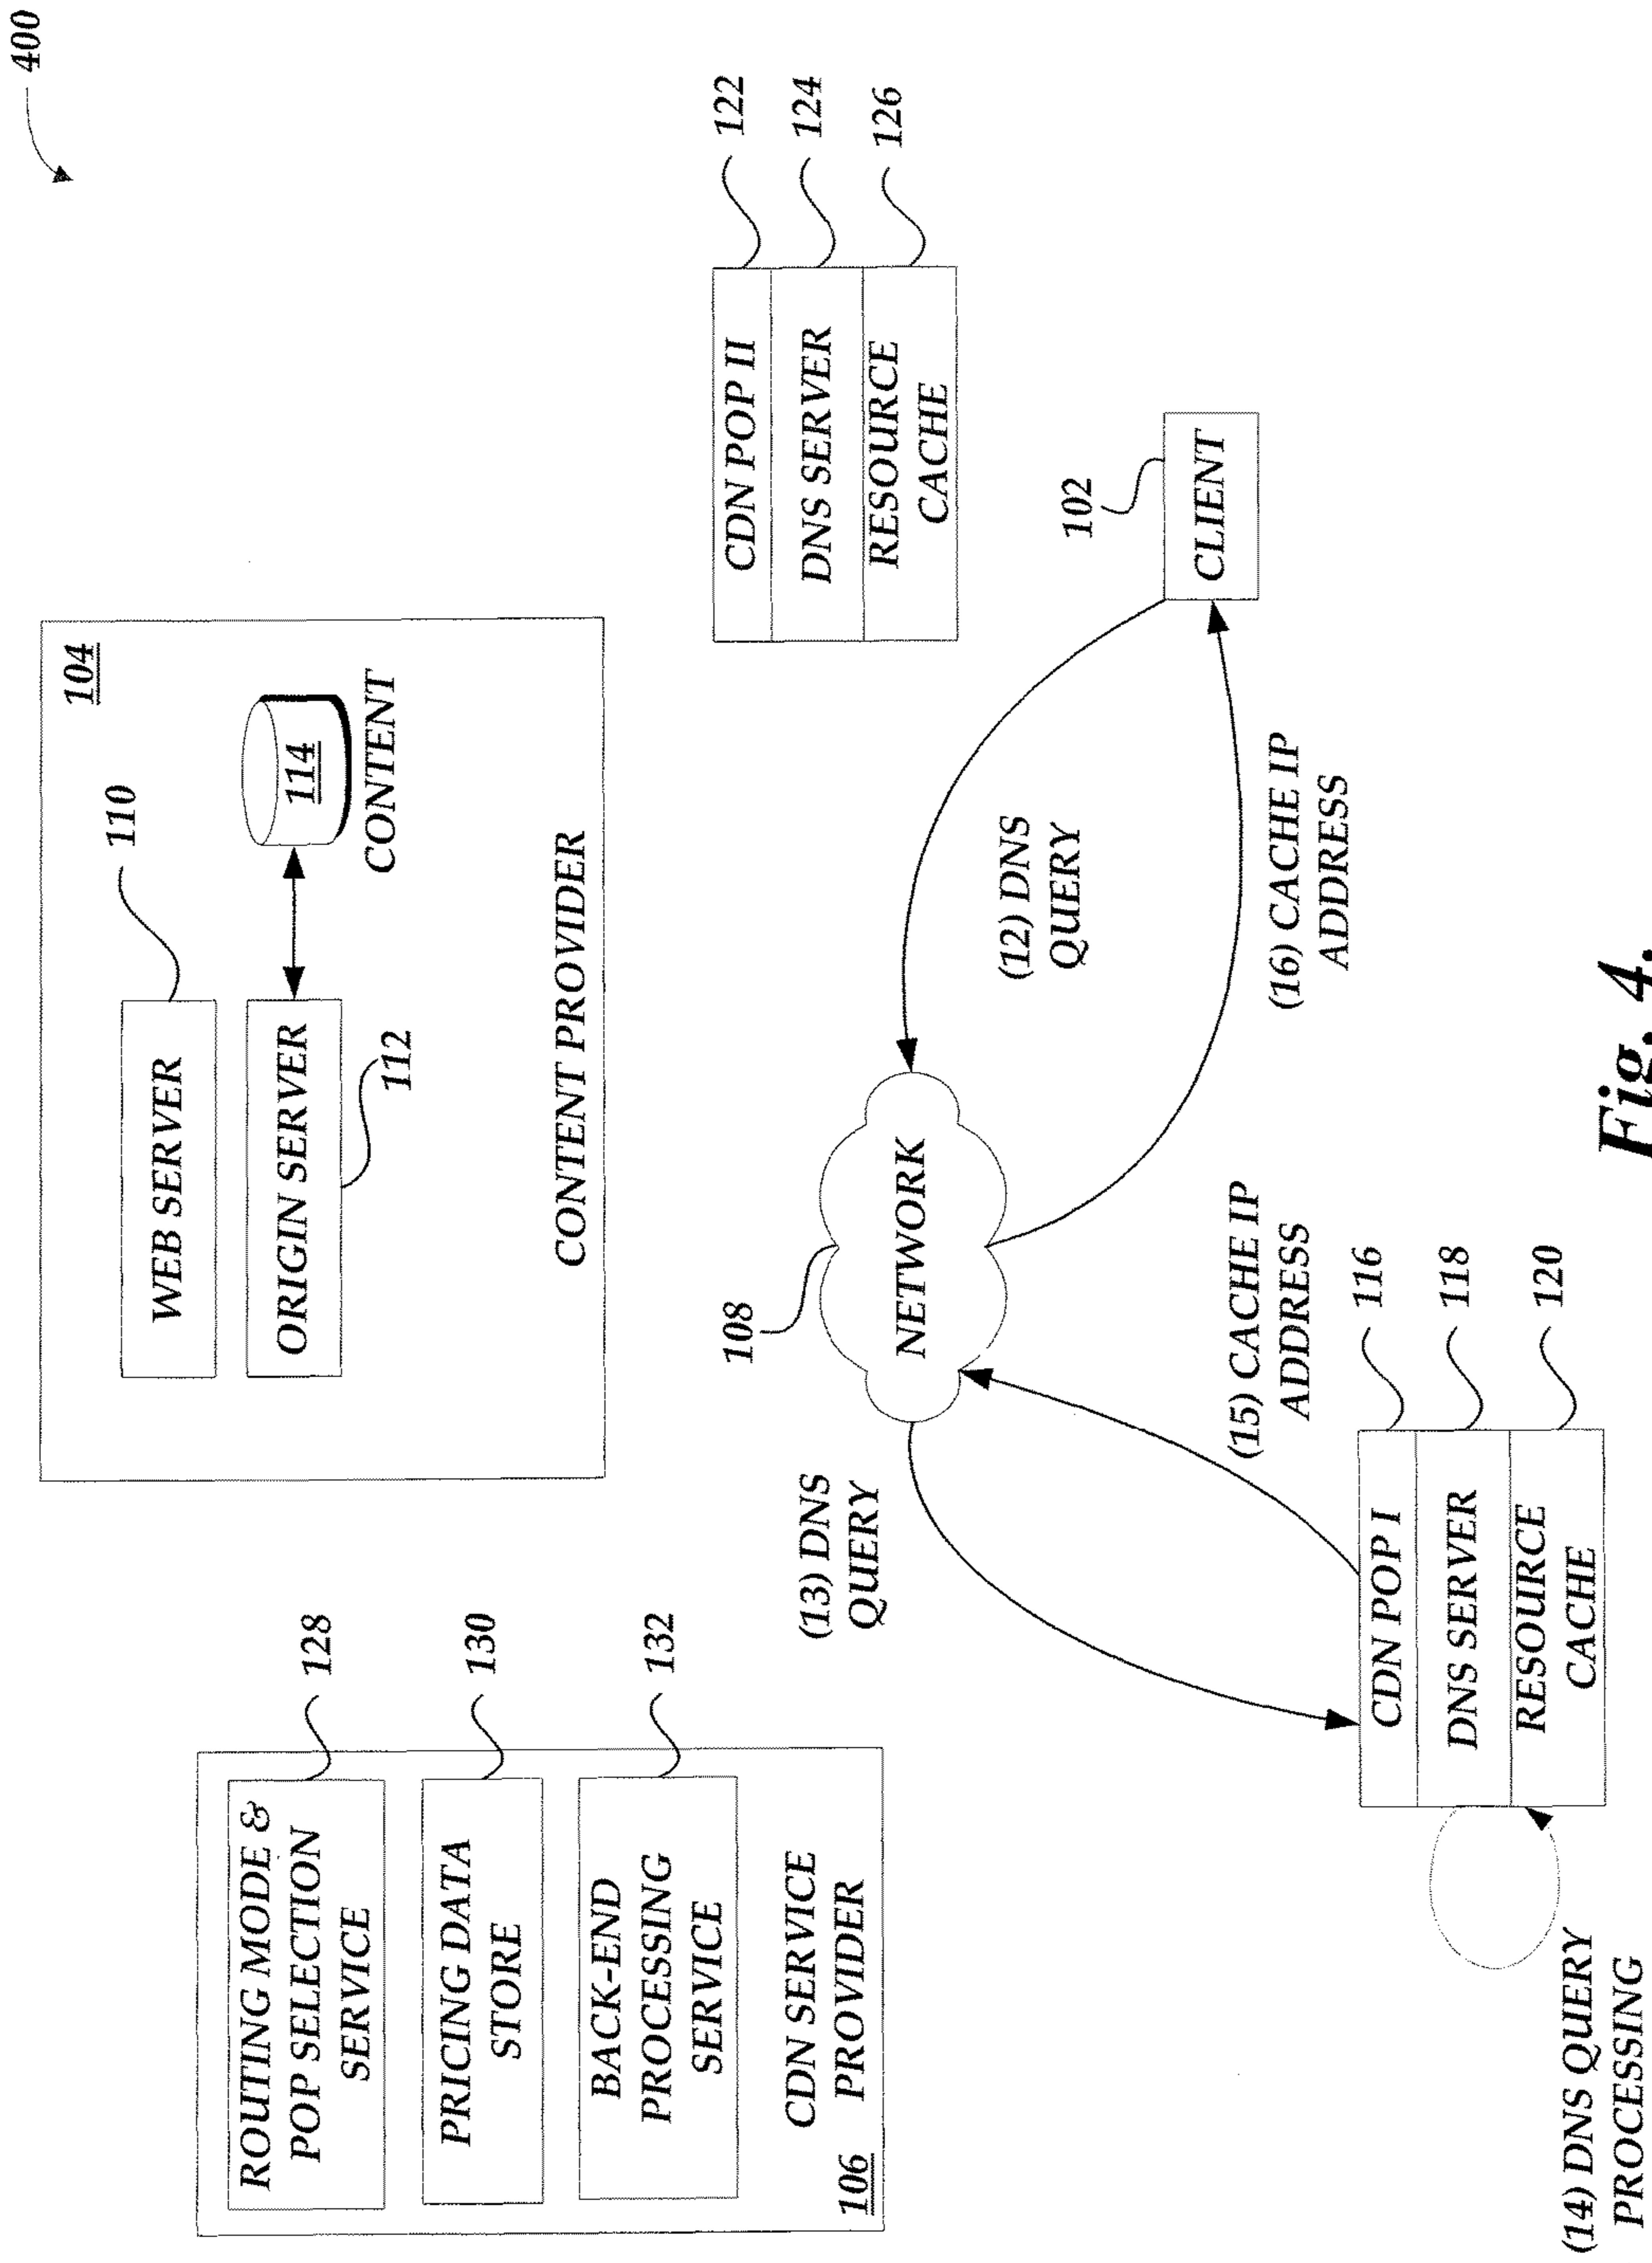 400
ROUTING MODE &
POP SELECTION
SERVICE
128
PRICING DATA
STORE
130
BACK-END
PROCESSING
SERVICE
132
CDN SERVICE
PROVIDER
106
104
WEB SERVER
110
ORIGIN SERVER
112
114
CONTENT
CONTENT PROVIDER
CDN POP II
DNS SERVER
RESOURCE
CACHE
122
124
126
108
NETWORK
102
CLIENT
(12) DNS
QUERY
(13) DNS
QUERY
(14) DNS QUERY
PROCESSING
(15) CACHE IP
ADDRESS
(16) CACHE IP
ADDRESS
CDN POP I
DNS SERVER
RESOURCE
CACHE
116
118
120
Fig. 4.